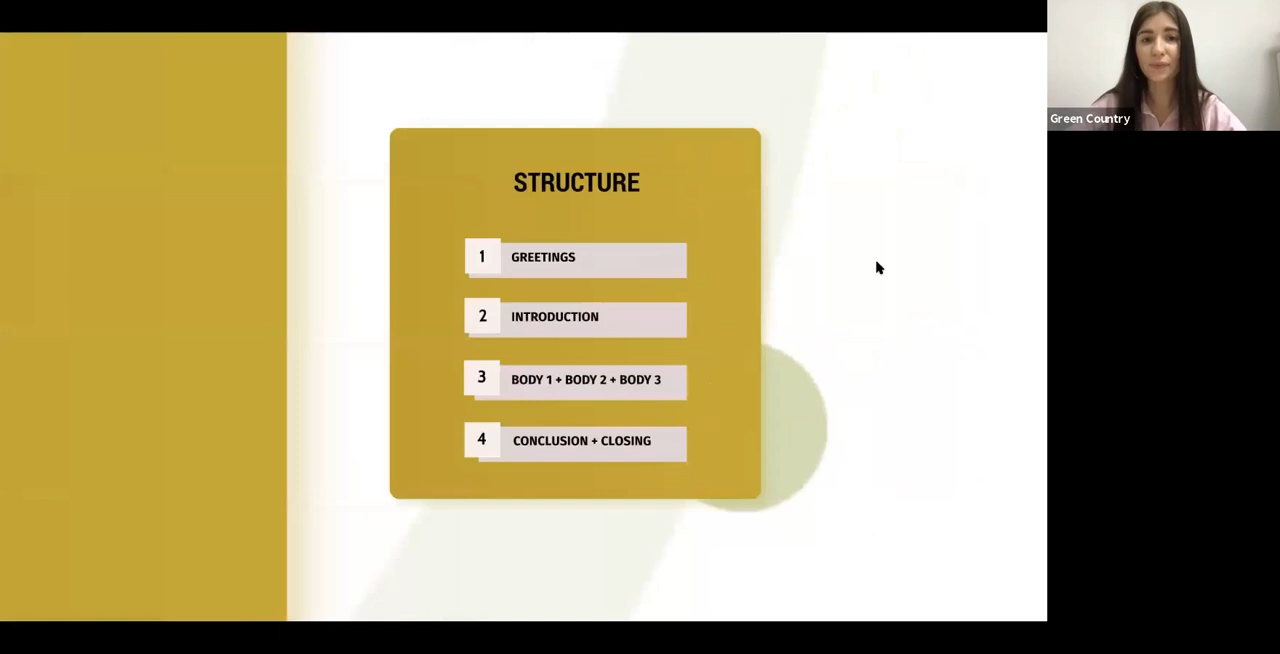 STRUCTURE
1 GREETINGS
2 INTRODUCTION
3 BODY 1 + BODY 2 + BODY 3
4 CONCLUSION + CLOSING
Green Country